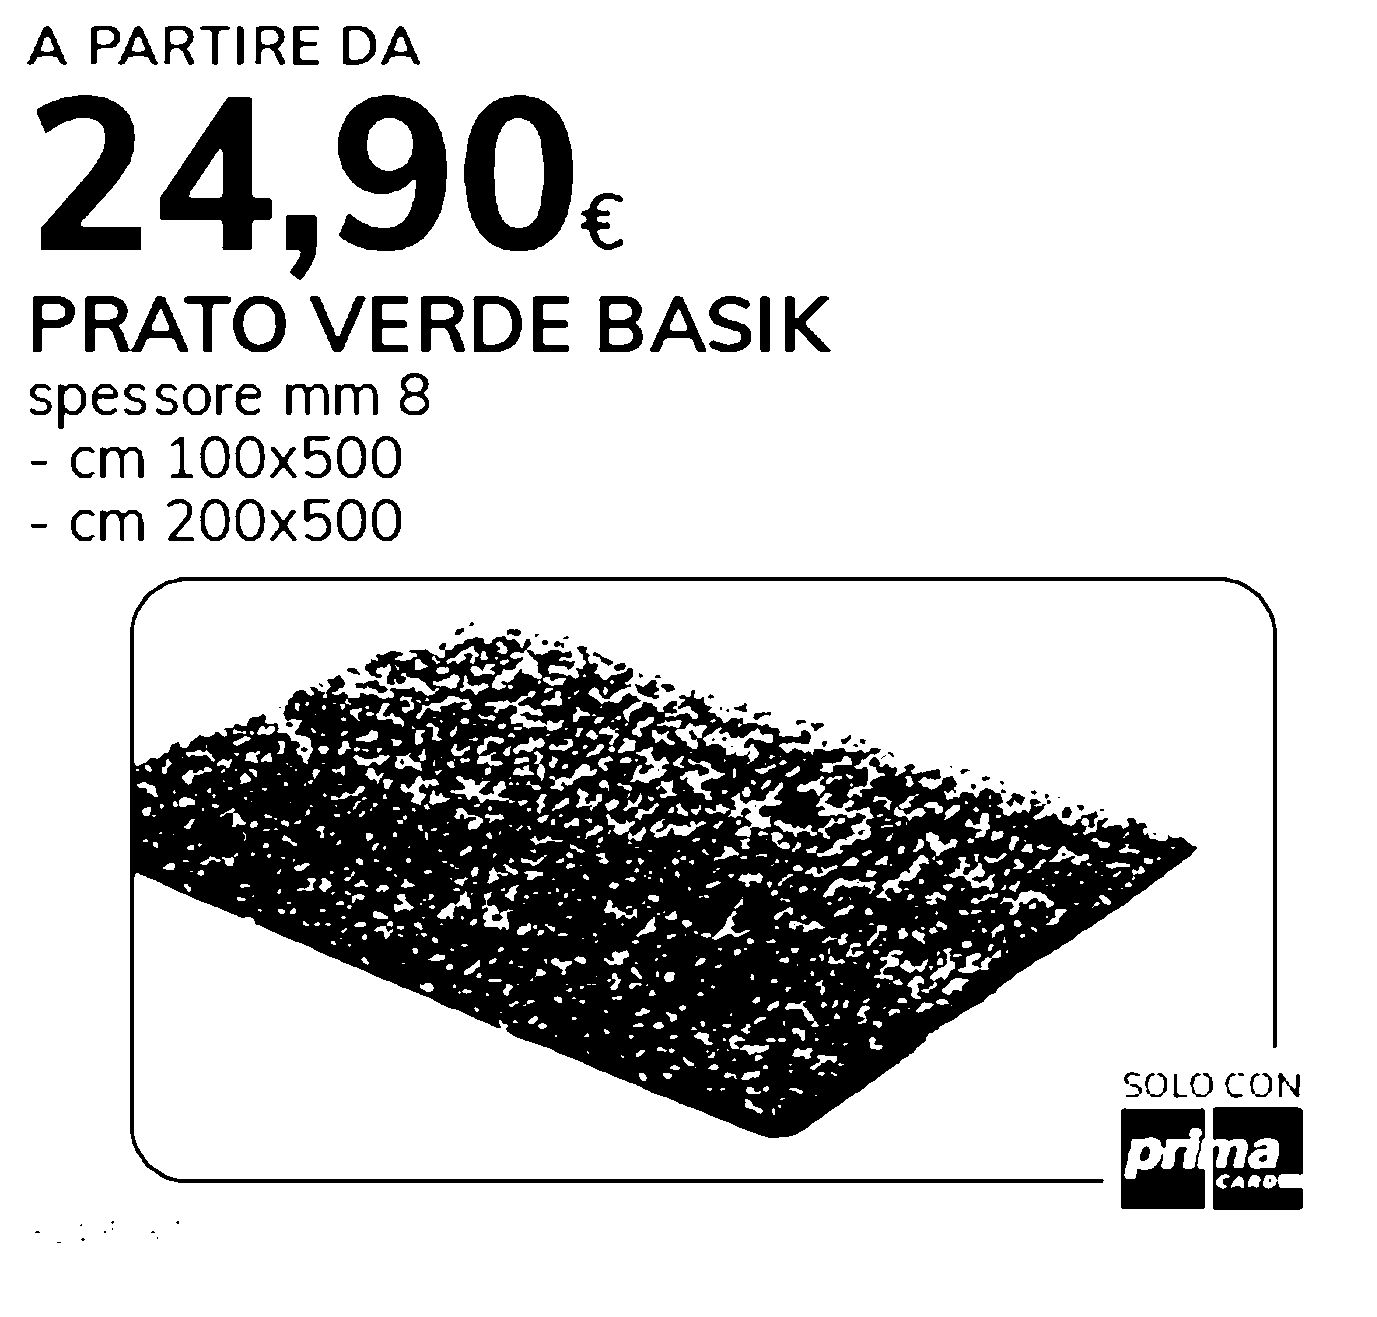 A PARTIRE DA
24,90€
PRATO VERDE BASIK
spessore mm 8
- cm 100x500
- cm 200x500
SOLO CON
prima
CARD